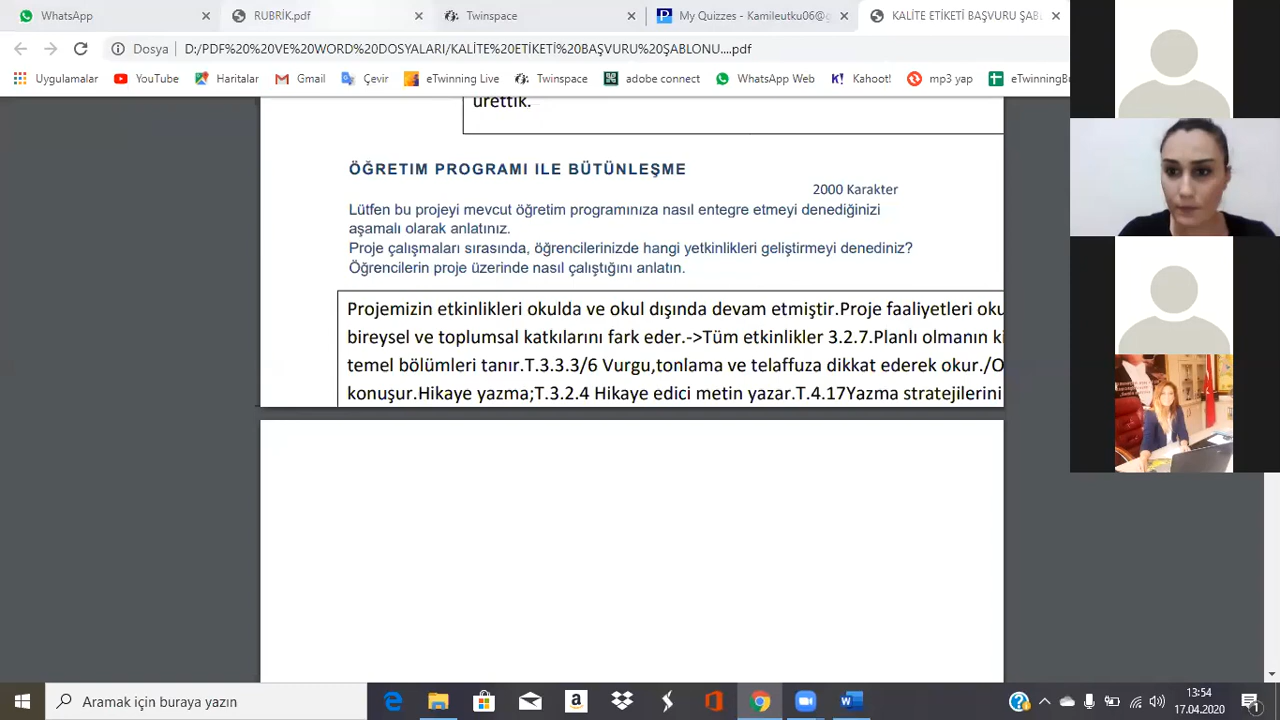 WhatsApp
RUBRİK.pdf
Twinspace
My Quizzes - Kamileutku06@g
KALİTE ETİKETİ BAŞVURU ŞABL
Dosya
D:/PDF%20%20VE%20WORD%20DOSYALARI/KALİTE%20ETİKETİ%20BAŞVURU%20ŞABLONU....pdf
Uygulamalar
YouTube
Haritalar
Gmail
Çevir
eTwinning Live
Twinspace
adobe connect
WhatsApp Web
Kahoot!
mp3 yap
eTwinningBu
ürettik.
ÖĞRETIM PROGRAMI ILE BÜTÜNLEŞME
2000 Karakter
Lütfen bu projeyi mevcut öğretim programınıza nasıl entegre etmeyi denediğinizi
aşamalı olarak anlatınız.
Proje çalışmaları sırasında, öğrencilerinizde hangi yetkinlikleri geliştirmeyi denediniz?
Öğrencilerin proje üzerinde nasıl çalıştığını anlatın.
Projemizin etkinlikleri okulda ve okul dışında devam etmiştir.Proje faaliyetleri oku
bireysel ve toplumsal katkılarını fark eder.->Tüm etkinlikler 3.2.7.Planlı olmanın ki
temel bölümleri tanır.T.3.3.3/6 Vurgu,tonlama ve telaffuza dikkat ederek okur./O
konuşur.Hikaye yazma;T.3.2.4 Hikaye edici metin yazar.T.4.17Yazma stratejilerini
Aramak için buraya yazın
13:54
17.04.2020